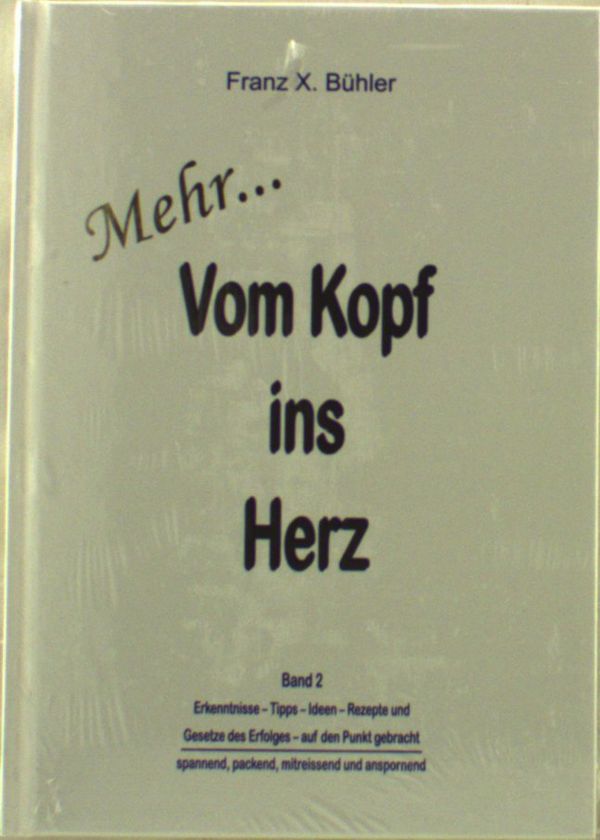 Franz X. Bühler
Mehr...
Vom Kopf
ins
Herz
Band 2
Erkenntnisse – Tipps – Ideen – Rezepte und
Gesetze des Erfolges – auf den Punkt gebracht
spannend, packend, mitreissend und anspornend